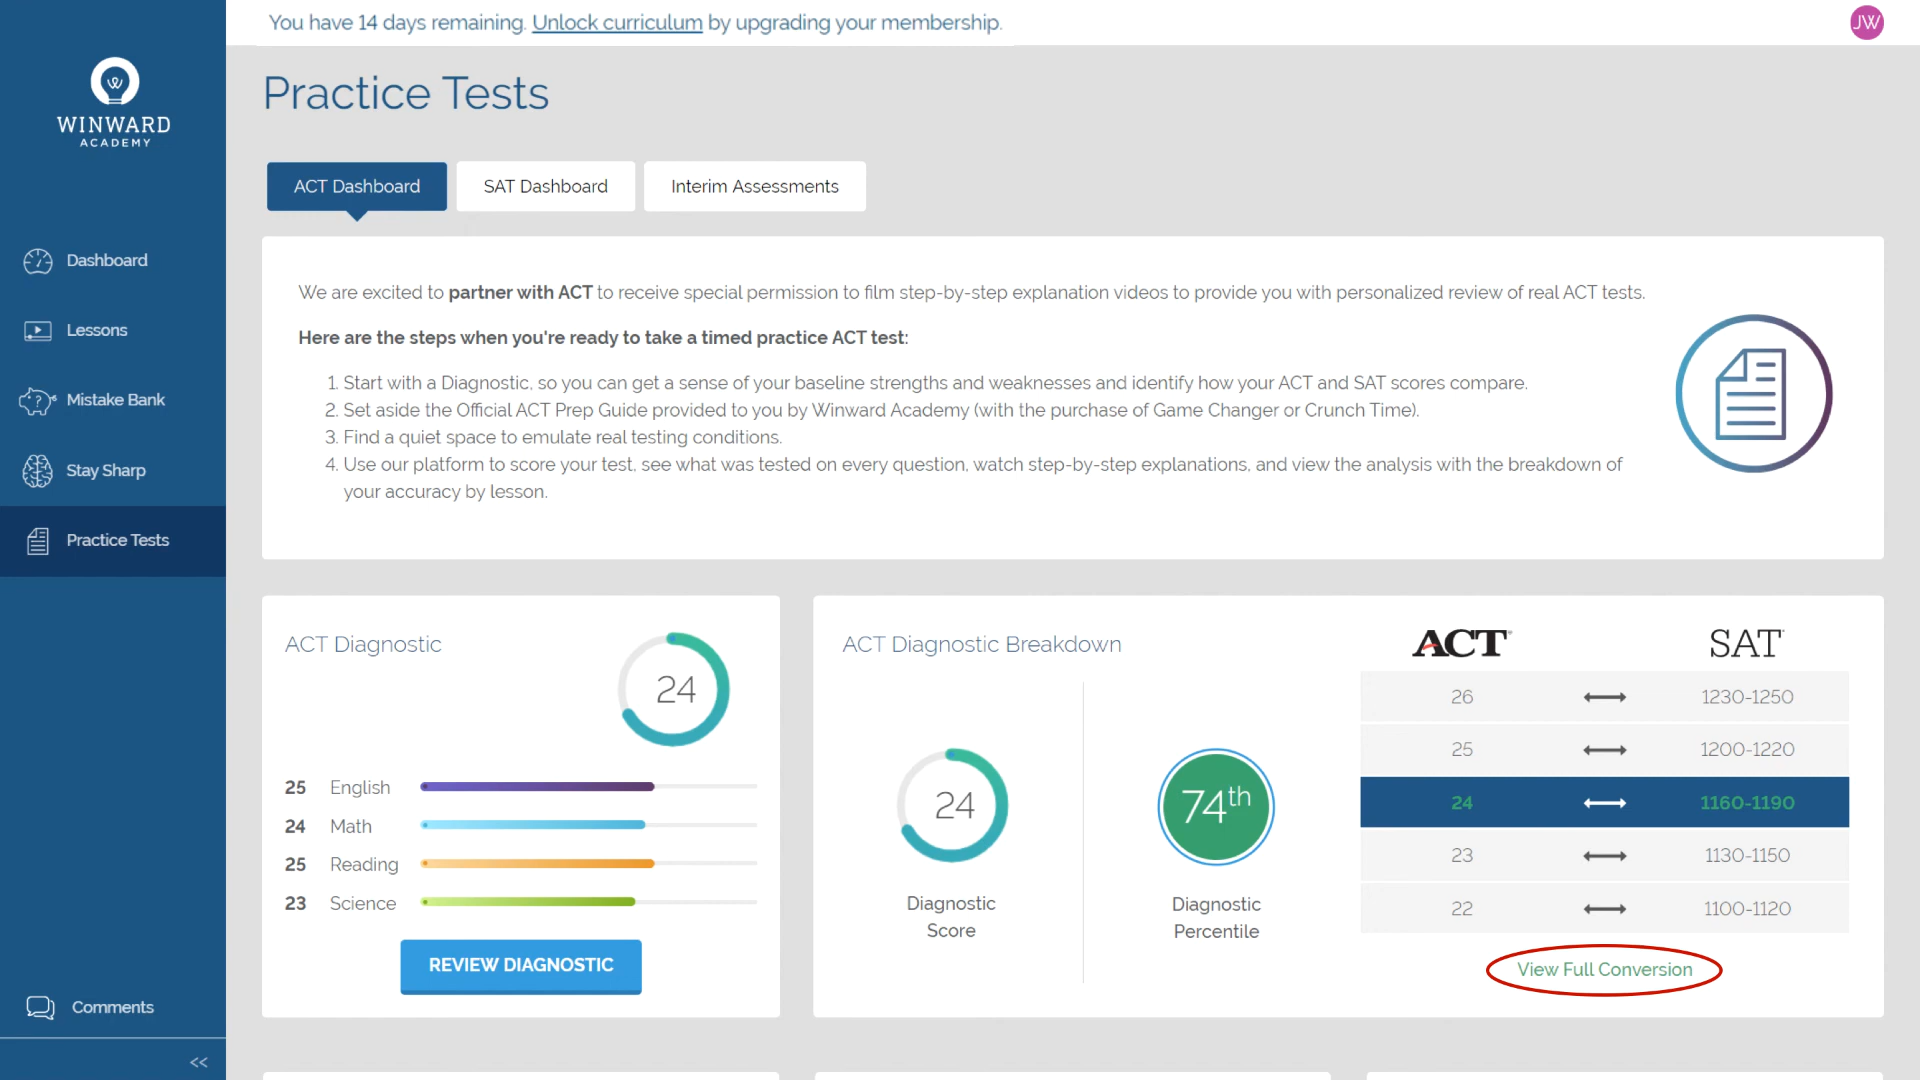 You have 14 days remaining. Unlock curriculum by upgrading your membership.
JW
WINWARD
ACADEMY
Practice Tests
ACT Dashboard
SAT Dashboard
Interim Assessments
Dashboard
Lessons
Mistake Bank
Stay Sharp
Practice Tests
Comments
<<
We are excited to partner with ACT to receive special permission to film step-by-step explanation videos to provide you with personalized review of real ACT tests.
Here are the steps when you're ready to take a timed practice ACT test:
1. Start with a Diagnostic, so you can get a sense of your baseline strengths and weaknesses and identify how your ACT and SAT scores compare.
2. Set aside the Official ACT Prep Guide provided to you by Winward Academy (with the purchase of Game Changer or Crunch Time).
3. Find a quiet space to emulate real testing conditions.
4. Use our platform to score your test, see what was tested on every question, watch step-by-step explanations, and view the analysis with the breakdown of
your accuracy by lesson.
ACT Diagnostic
24
25 English
24 Math
25 Reading
23 Science
REVIEW DIAGNOSTIC
ACT Diagnostic Breakdown
24
Diagnostic
Score
74th
Diagnostic
Percentile
ACT SAT
26 1230-1250
25 1200-1220
24 1160-1190
23 1130-1150
22 1100-1120
View Full Conversion